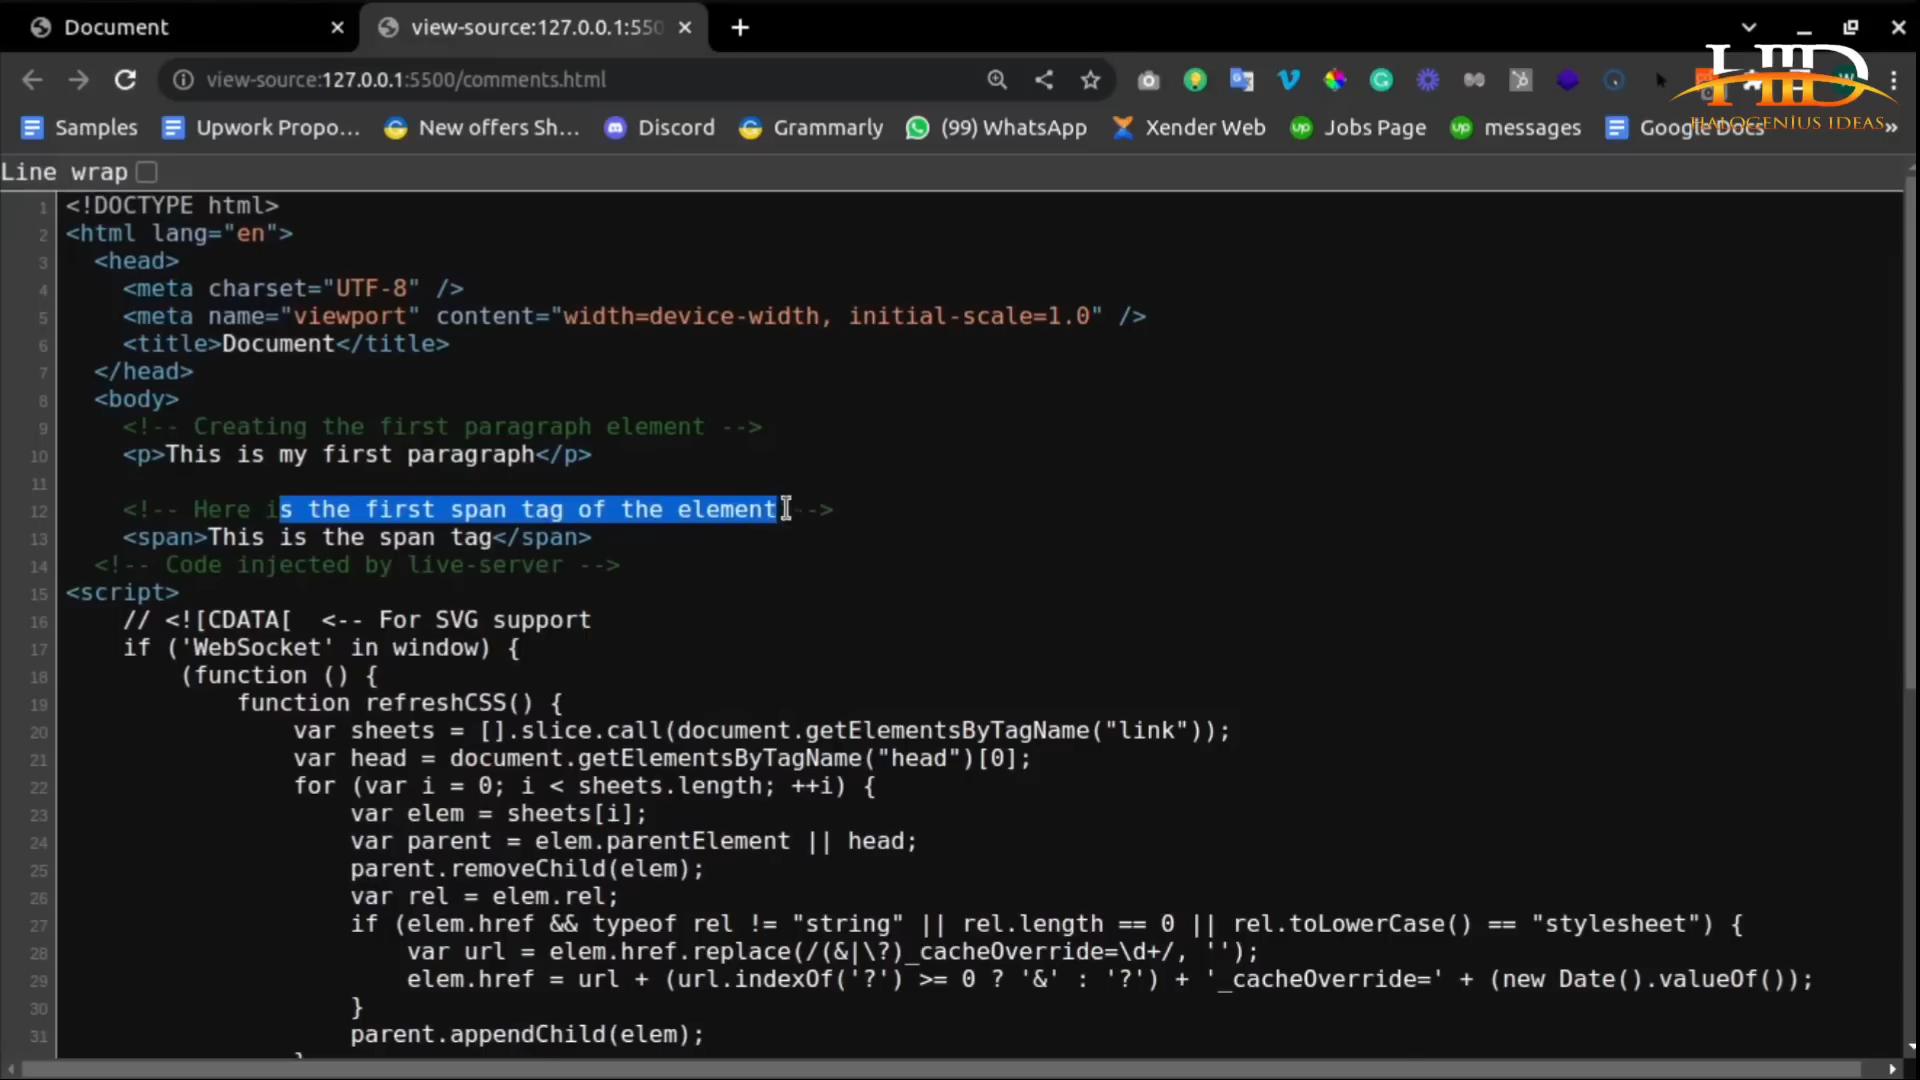 Document
view-source:127.0.0.1:550
view-source:127.0.0.1:5500/comments.html
HID
HALOGENIUS IDEAS
Samples
Upwork Propo...
New offers Sh...
Discord
Grammarly
(99) WhatsApp
Xender Web
Jobs Page
messages
Google Docs
»
Line wrap
1 <!DOCTYPE html>
2 <html lang="en">
3 <head>
4 <meta charset="UTF-8" />
5 <meta name="viewport" content="width=device-width, initial-scale=1.0" />
6 <title>Document</title>
7 </head>
8 <body>
9 <!-- Creating the first paragraph element -->
10 <p>This is my first paragraph</p>
11
12 <!-- Here is the first span tag of the element -->
13 <span>This is the span tag</span>
14 <!-- Code injected by live-server -->
15 <script>
16 // <![CDATA[  <-- For SVG support
17 if ('WebSocket' in window) {
18 (function () {
19 function refreshCSS() {
20 var sheets = [].slice.call(document.getElementsByTagName("link"));
21 var head = document.getElementsByTagName("head")[0];
22 for (var i = 0; i < sheets.length; ++i) {
23 var elem = sheets[i];
24 var parent = elem.parentElement || head;
25 parent.removeChild(elem);
26 var rel = elem.rel;
27 if (elem.href && typeof rel != "string" || rel.length == 0 || rel.toLowerCase() == "stylesheet") {
28 var url = elem.href.replace(/(&|\?)_cacheOverride=\d+/, '');
29 elem.href = url + (url.indexOf('?') >= 0 ? '&' : '?') + '_cacheOverride=' + (new Date().valueOf());
30 }
31 parent.appendChild(elem);